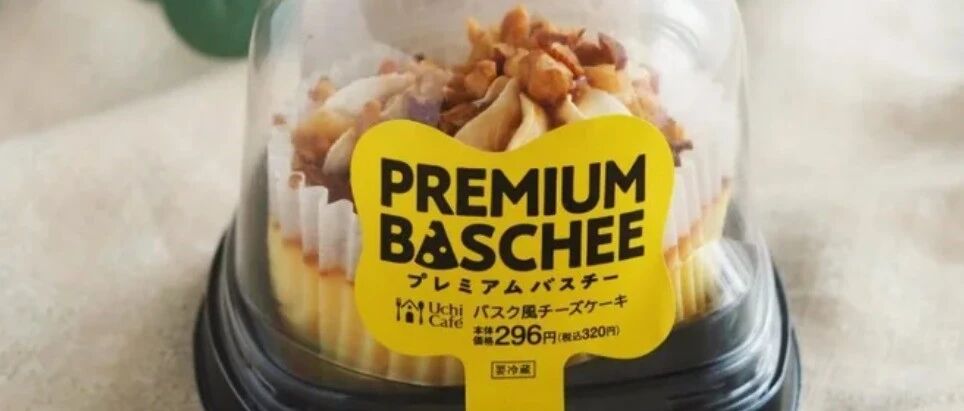 PREMIUM
BASCHEE
プレミアム バスチー
Uchi Café バスク風チーズケーキ
本体価格296円(税込320円)
要冷蔵